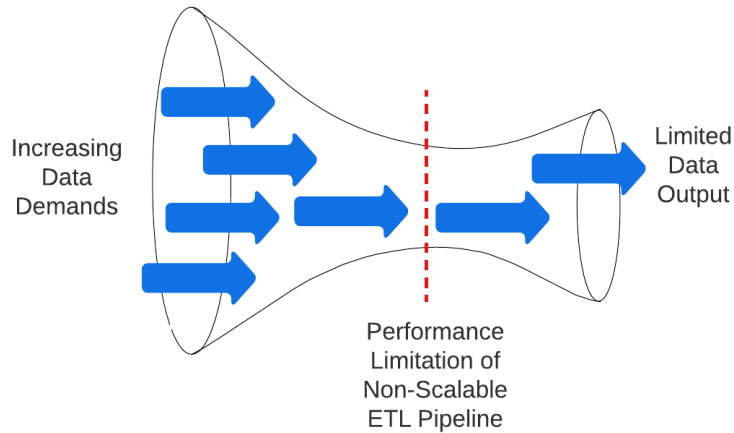 Increasing
Data
Demands
Limited
Data
Output
Performance
Limitation of
Non-Scalable
ETL Pipeline